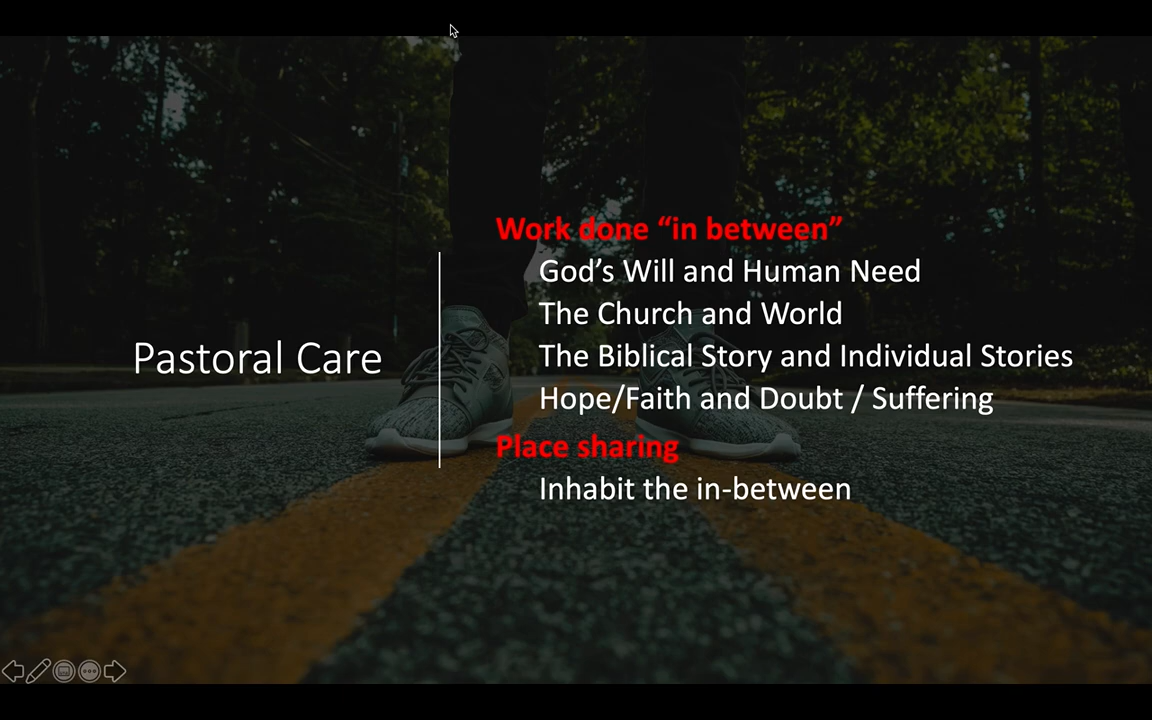 Pastoral Care
Work done “in between”
God’s Will and Human Need
The Church and World
The Biblical Story and Individual Stories
Hope/Faith and Doubt / Suffering
Place sharing
Inhabit the in-between